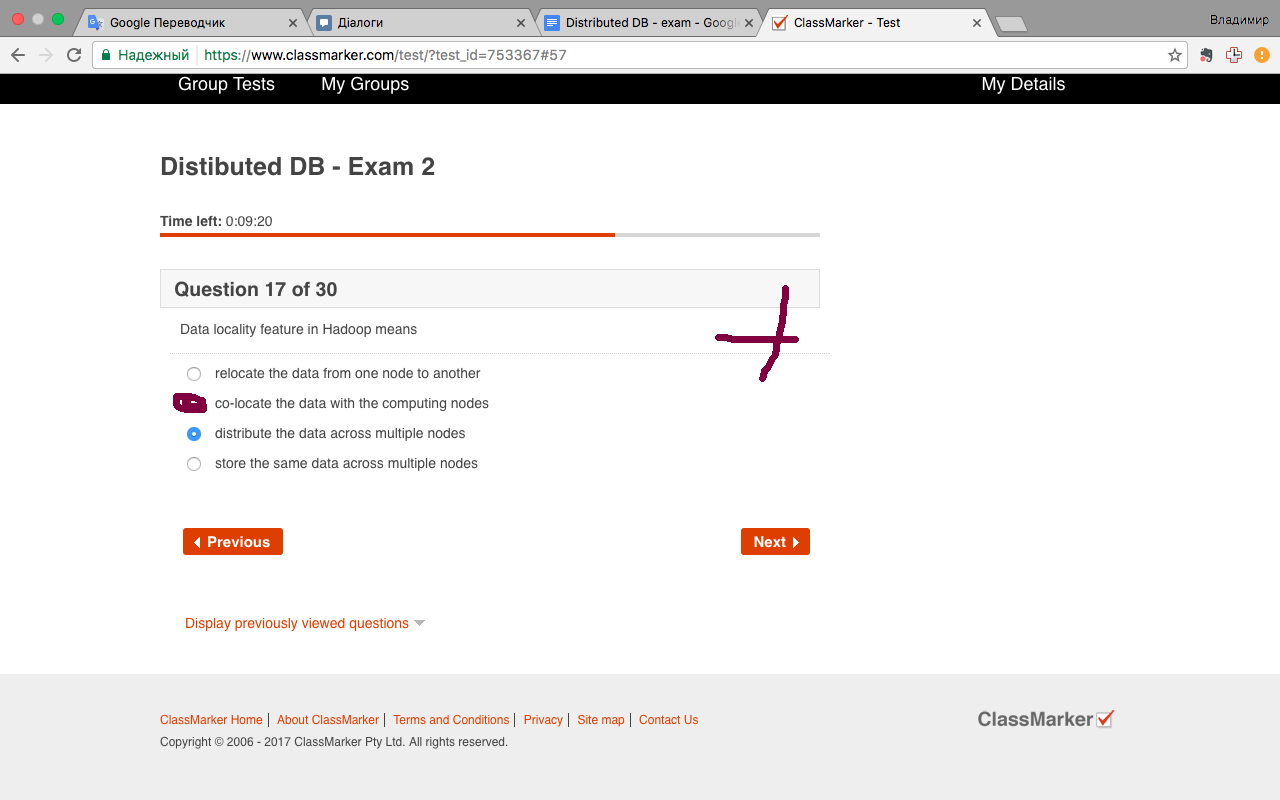 Google Переводчик
Діалоги
Distributed DB - exam - Googl
ClassMarker - Test
Владимир
Надежный
https://www.classmarker.com/test/?test_id=753367#57
Group Tests
My Groups
My Details
Distibuted DB - Exam 2
Time left: 0:09:20
Question 17 of 30
Data locality feature in Hadoop means
relocate the data from one node to another
co-locate the data with the computing nodes
distribute the data across multiple nodes
store the same data across multiple nodes
Previous
Next
Display previously viewed questions
ClassMarker Home | About ClassMarker | Terms and Conditions | Privacy | Site map | Contact Us
ClassMarker
Copyright © 2006 - 2017 ClassMarker Pty Ltd. All rights reserved.